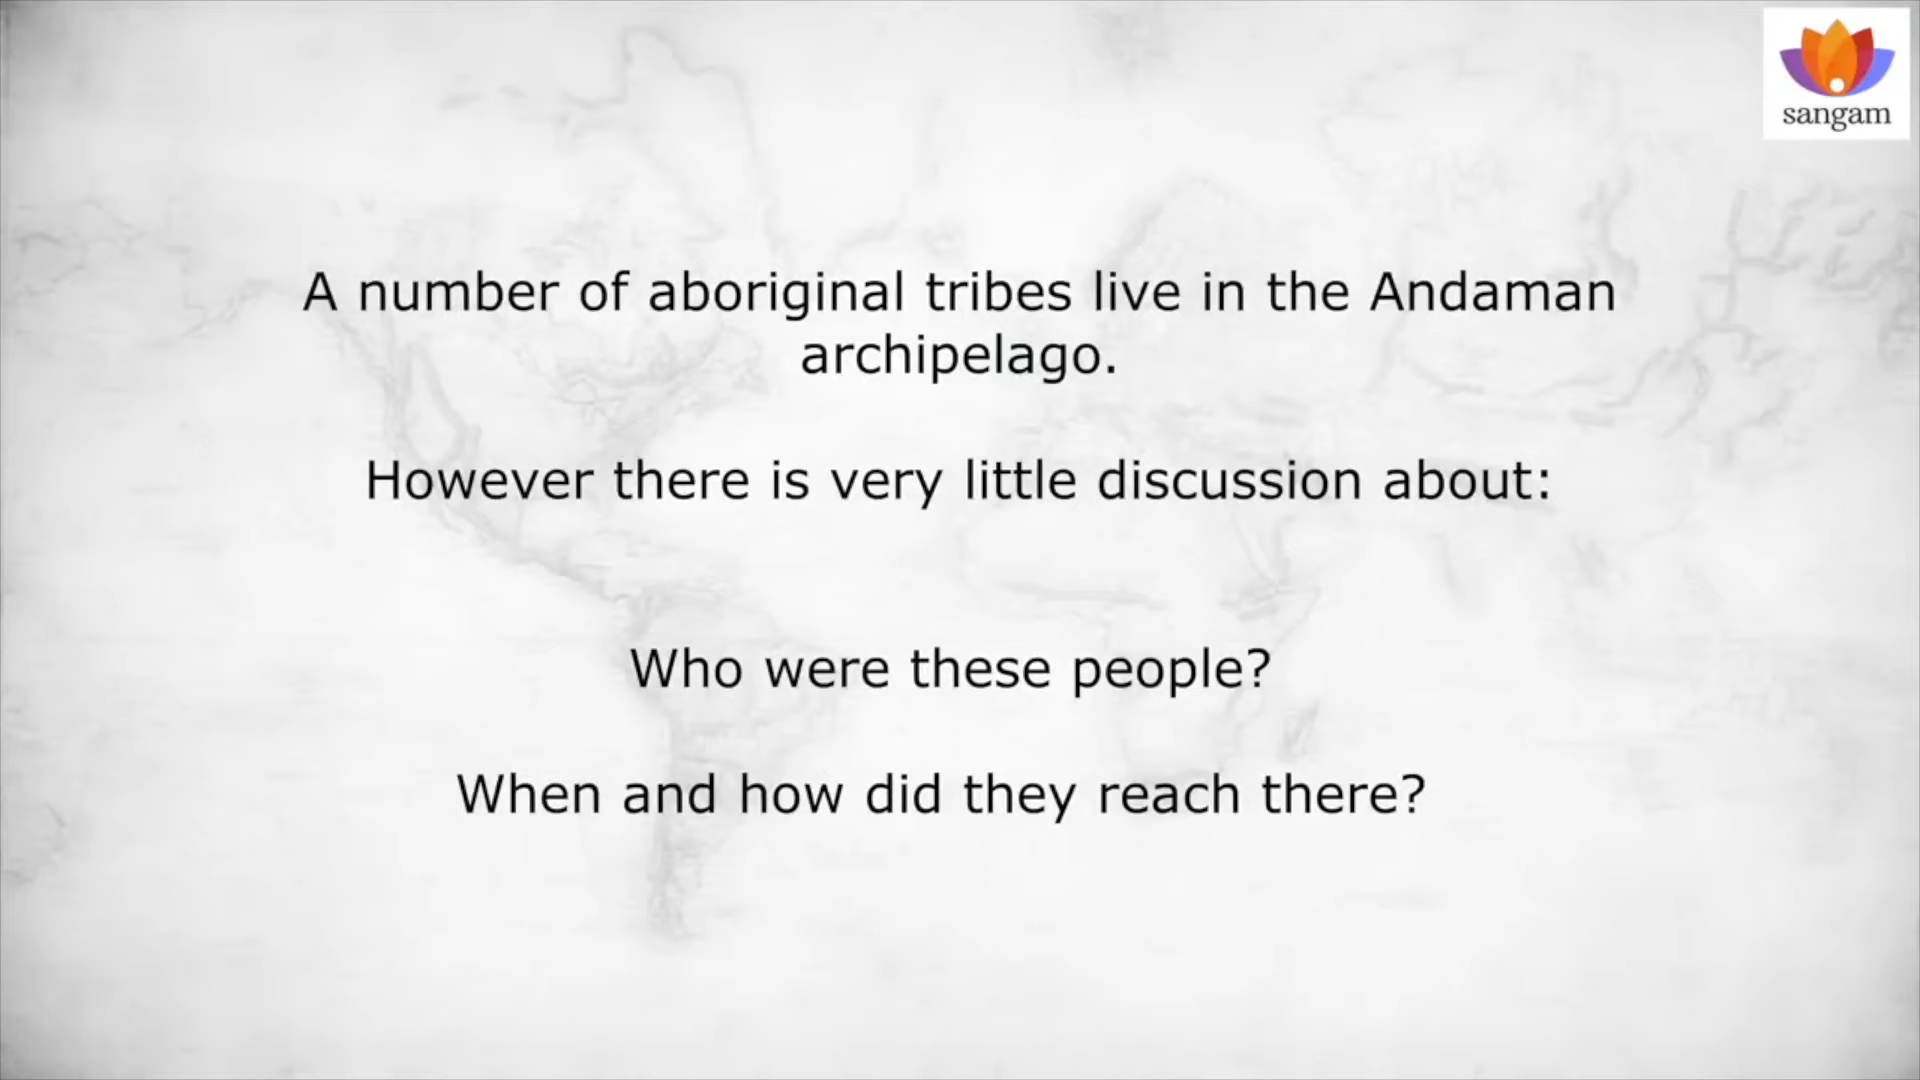 sangam
A number of aboriginal tribes live in the Andaman
archipelago.
However there is very little discussion about:
Who were these people?
When and how did they reach there?